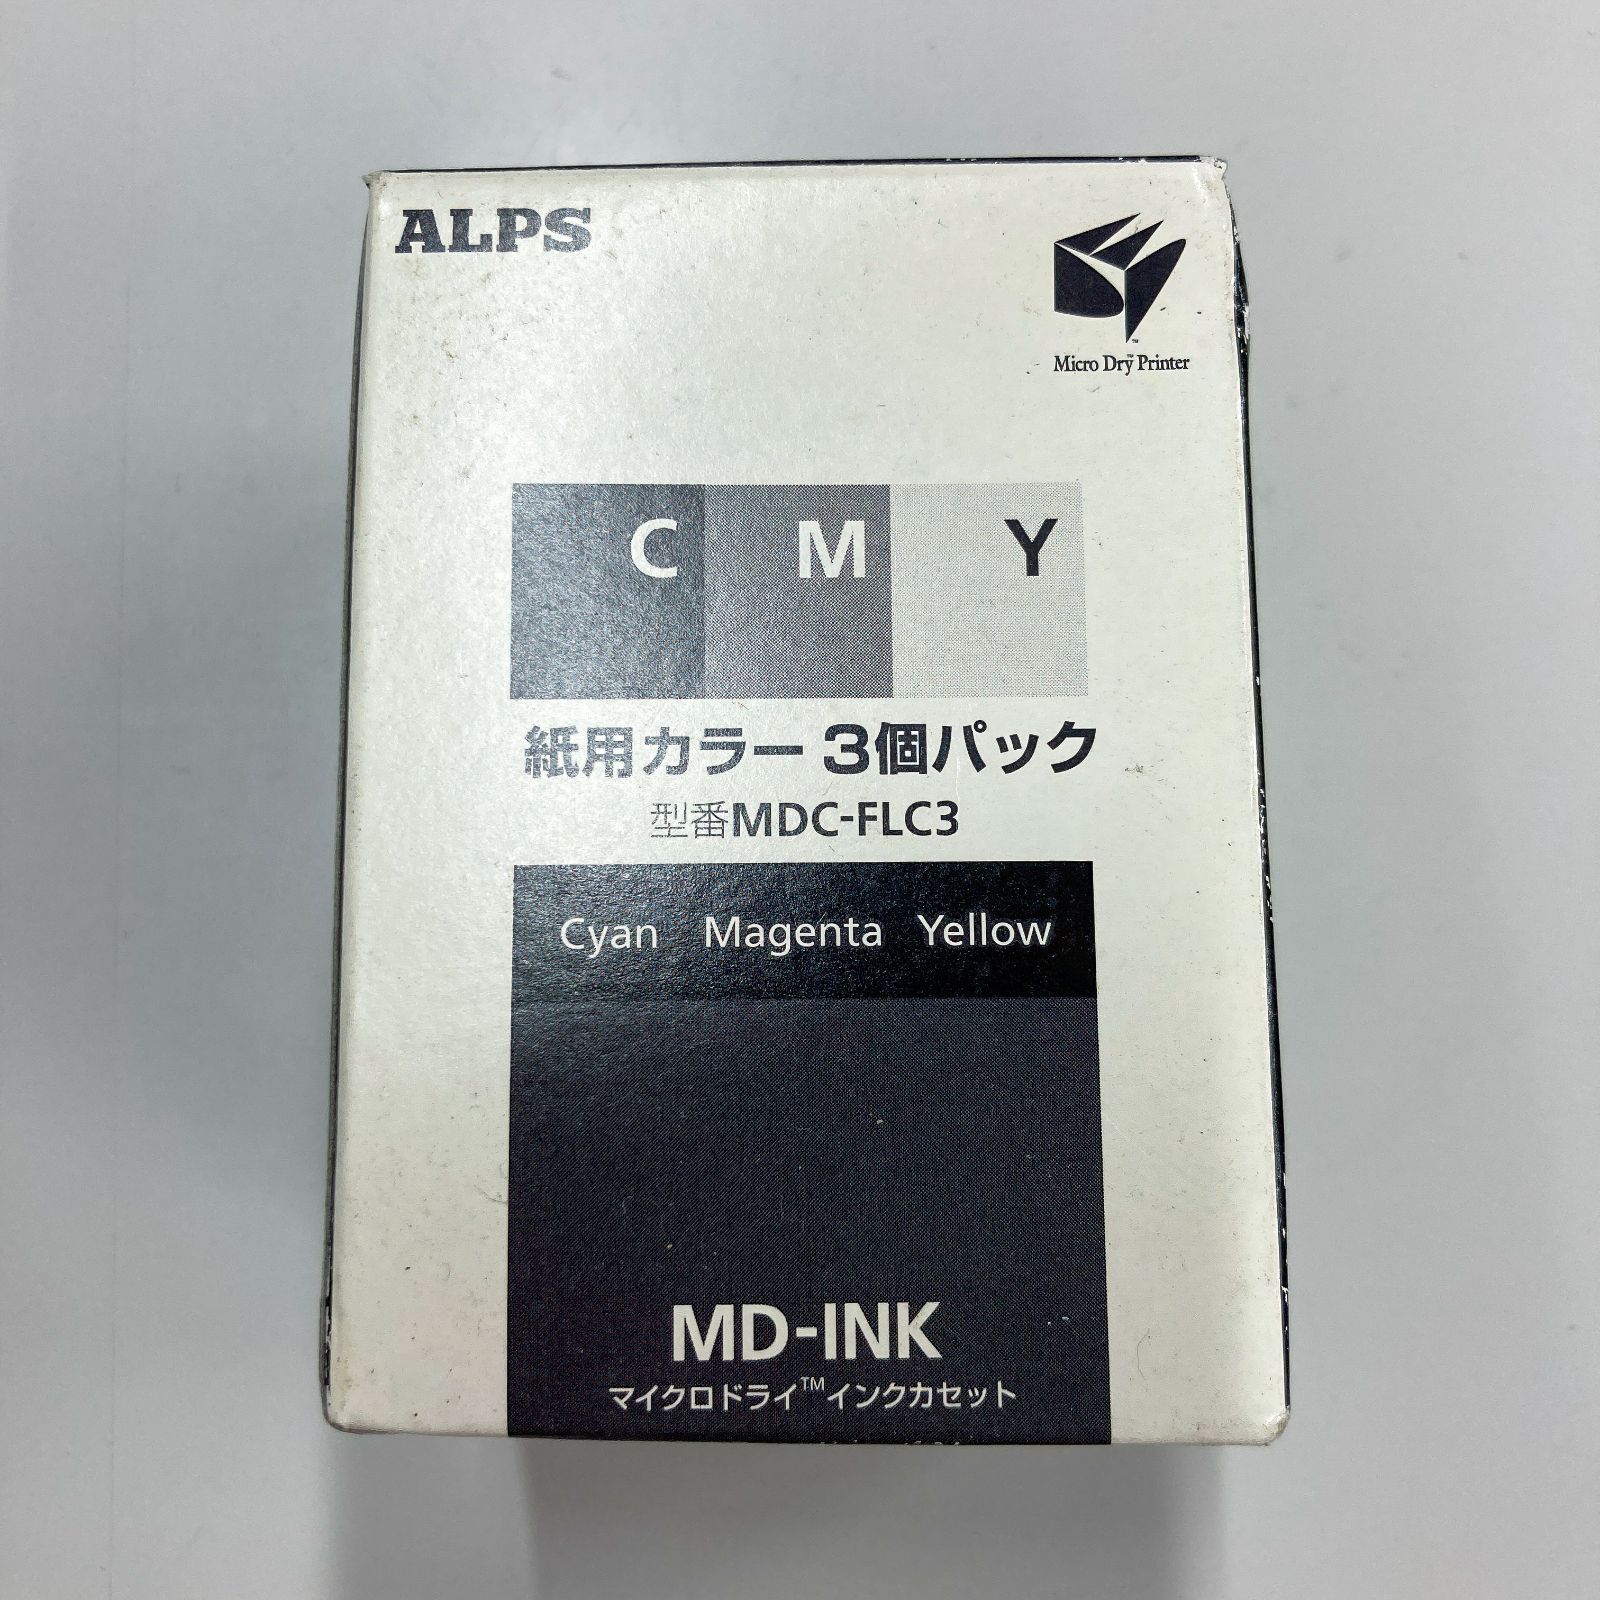 ALPS
Micro Dry™ Printer
C M Y
紙用カラー3個パック
型番MDC-FLC3
Cyan Magenta Yellow
MD-INK
マイクロドライ™インクカセット